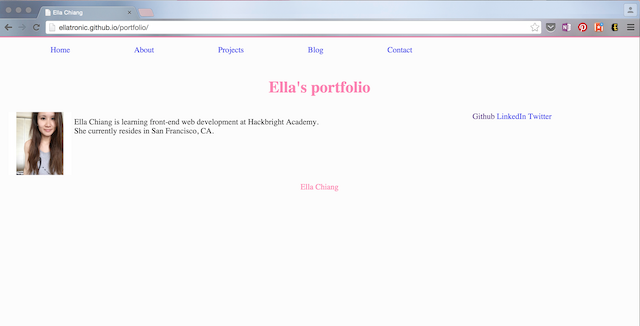 Ella Chiang
ellatronic.github.io/portfolio/
Home About Projects Blog Contact
Ella's portfolio
Ella Chiang is learning front-end web development at Hackbright Academy.
She currently resides in San Francisco, CA.
Github LinkedIn Twitter
Ella Chiang